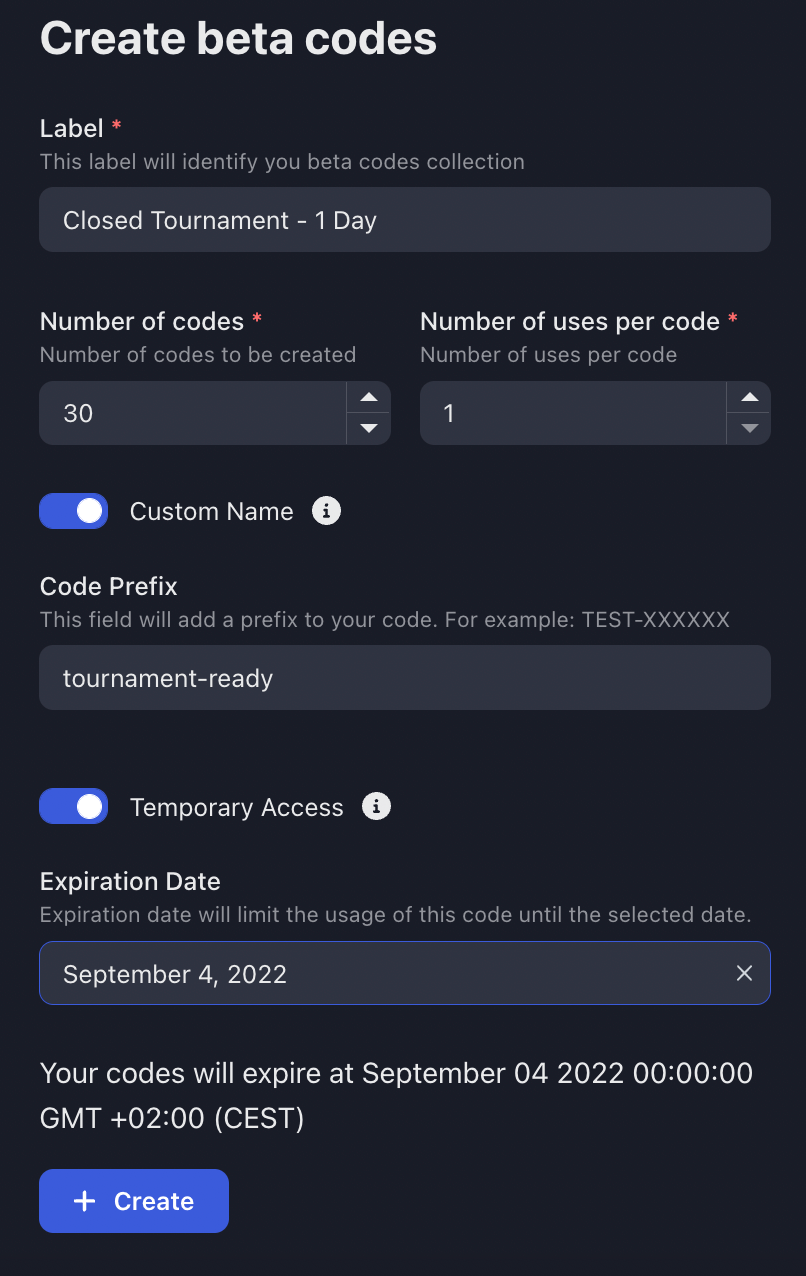 Create beta codes
Label *
This label will identify you beta codes collection
Closed Tournament - 1 Day
Number of codes *
Number of uses per code *
Number of codes to be created
Number of uses per code
30
1
Custom Name
Code Prefix
This field will add a prefix to your code. For example: TEST-XXXXXX
tournament-ready
Temporary Access
Expiration Date
Expiration date will limit the usage of this code until the selected date.
September 4, 2022
Your codes will expire at September 04 2022 00:00:00
GMT +02:00 (CEST)
Create